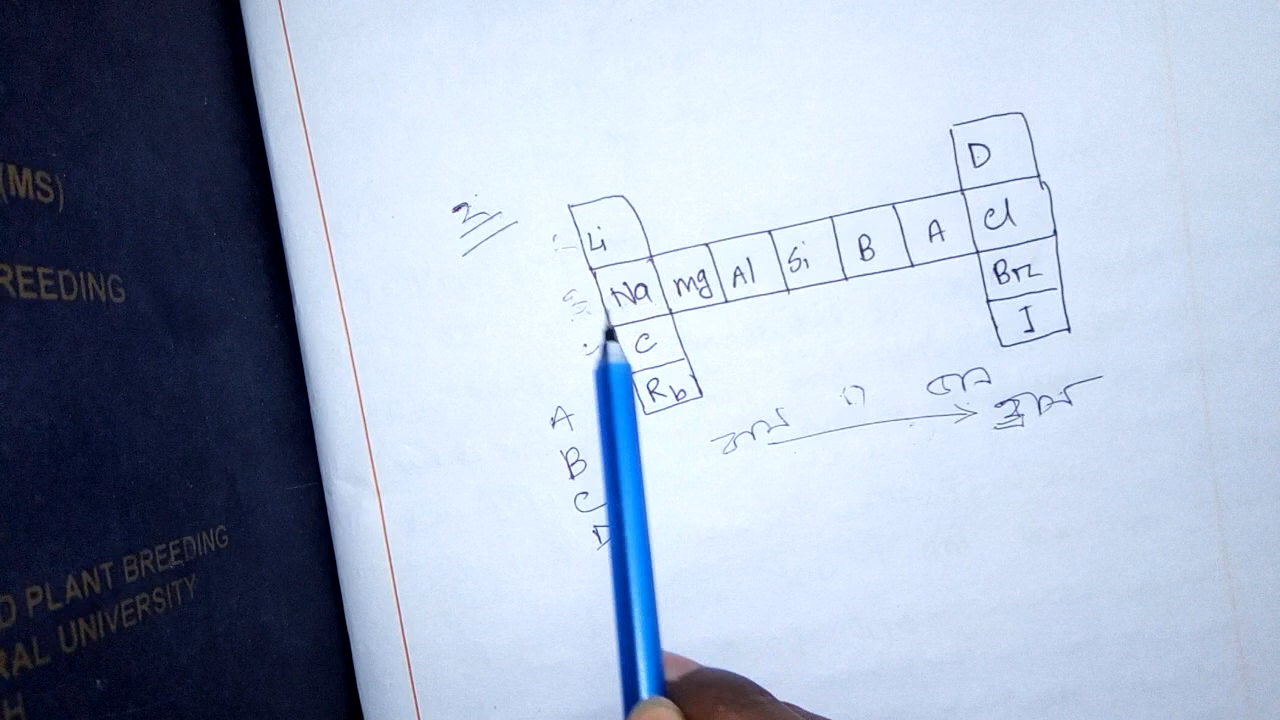 (MS)
REEDING
D PLANT BREEDING
RAL UNIVERSITY
H
D
Li
Na mg Al Si B A Cl
C
Rb
Br
I
A
B
C
D